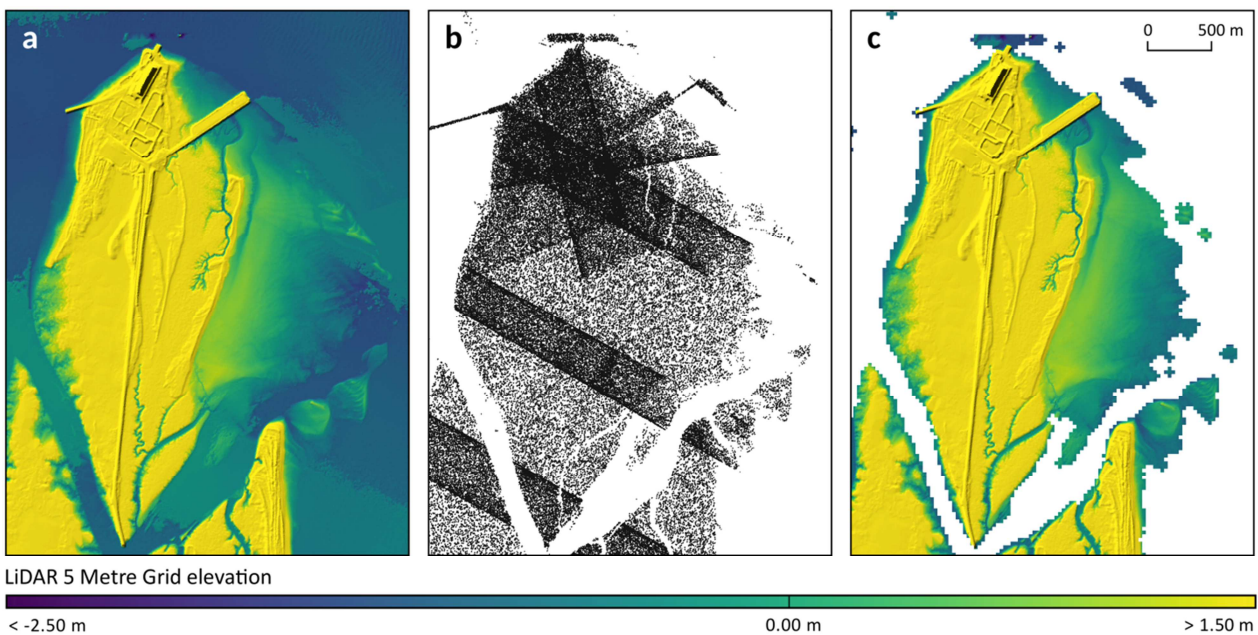 a
b
c
0 500 m
LiDAR 5 Metre Grid elevation
< -2.50 m 0.00 m > 1.50 m